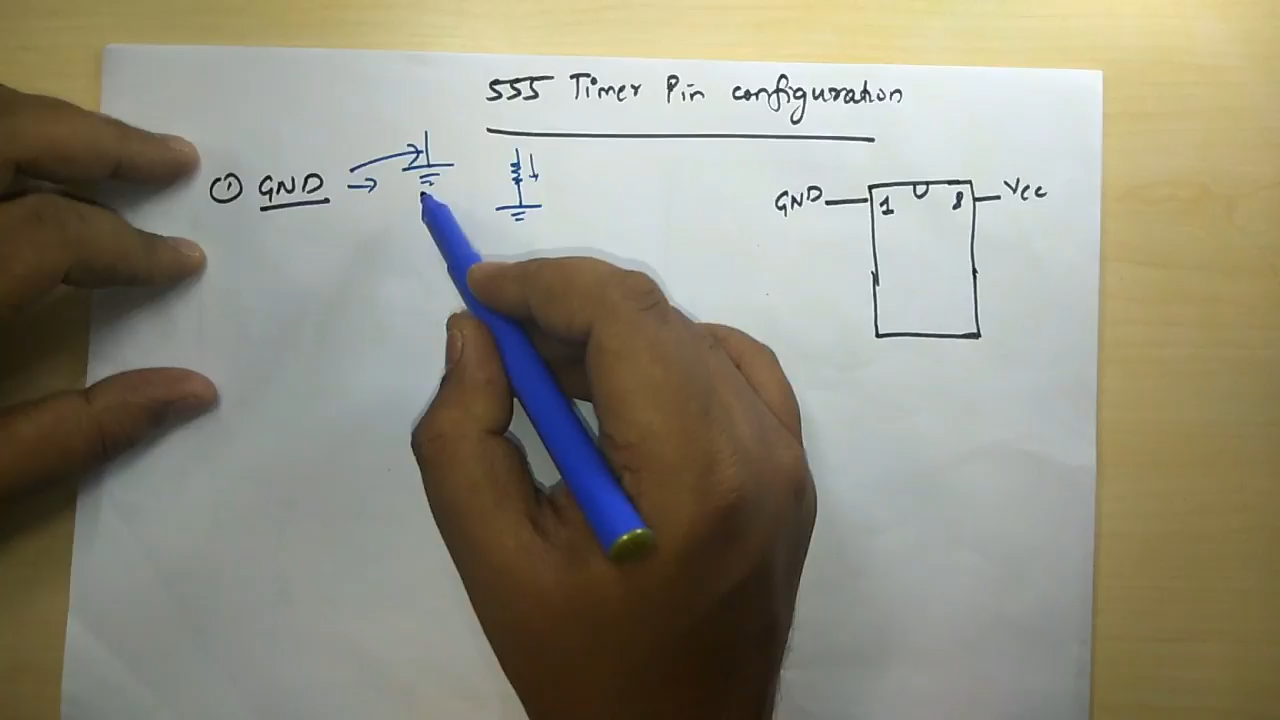 555 Timer Pin configuration
① GND
GND 1 8 Vcc